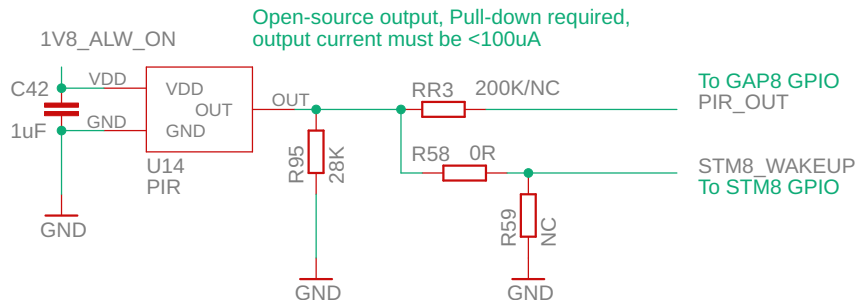 Open-source output, Pull-down required,
output current must be <100uA
1V8_ALW_ON
C42
1uF
VDD
GND
VDD
OUT
GND
U14
PIR
OUT
RR3
200K/NC
To GAP8 GPIO
PIR_OUT
R95
28K
R58
0R
STM8_WAKEUP
To STM8 GPIO
R59
NC
GND
GND
GND